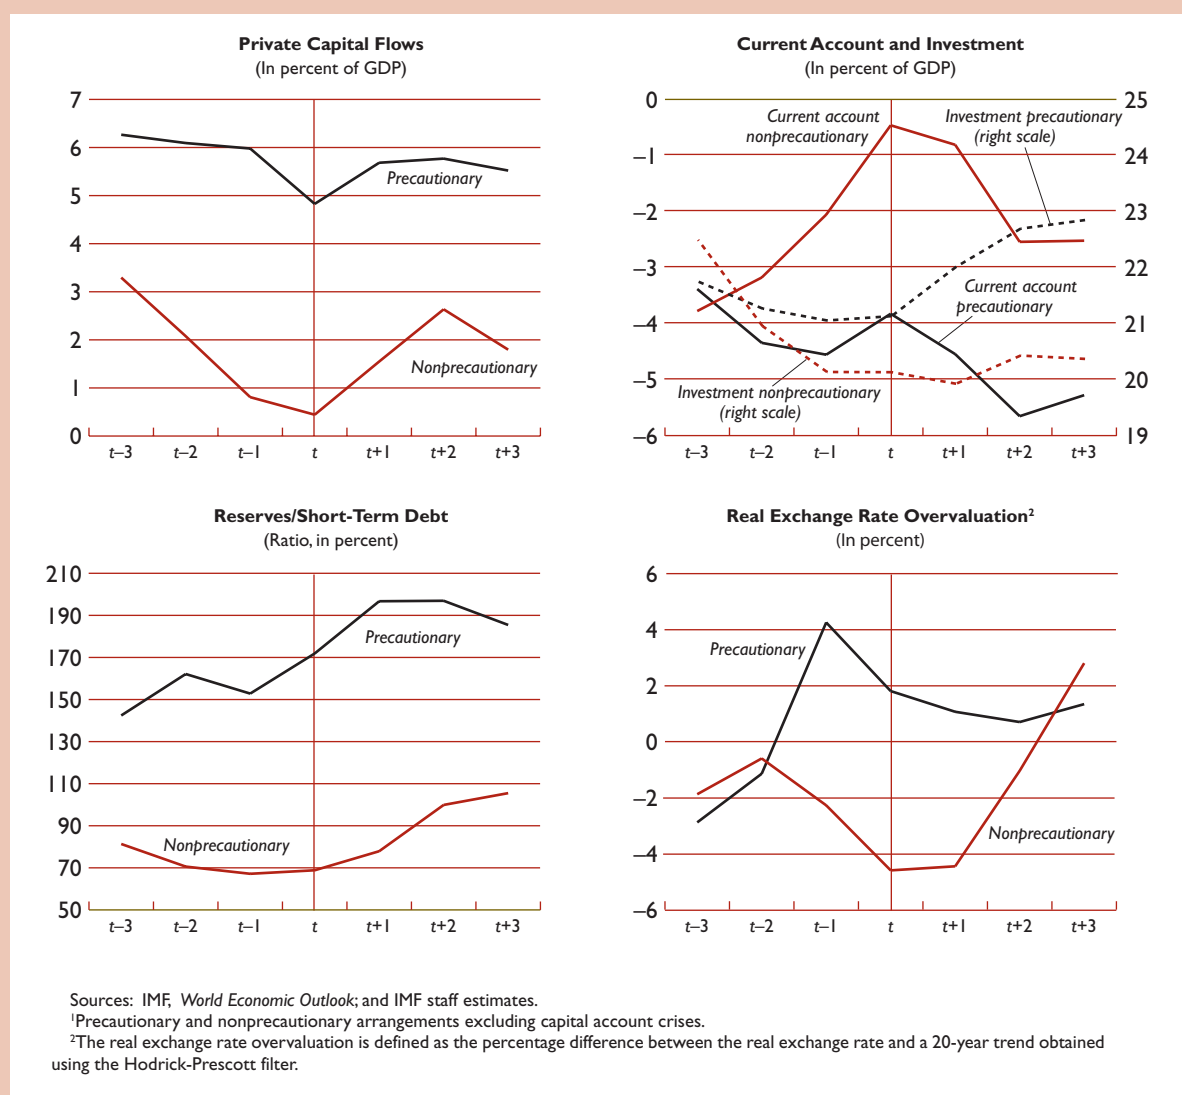 Private Capital Flows
(In percent of GDP)
7
6
5
4
3
2
1
0
Precautionary
Nonprecautionary
t–3
t–2
t–1
t
t+1
t+2
t+3
Current Account and Investment
(In percent of GDP)
0
–1
–2
–3
–4
–5
–6
25
24
23
22
21
20
19
Current account
nonprecautionary
Investment precautionary
(right scale)
Current account
precautionary
Investment nonprecautionary
(right scale)
t–3
t–2
t–1
t
t+1
t+2
t+3
Reserves/Short-Term Debt
(Ratio, in percent)
210
190
170
150
130
110
90
70
50
Precautionary
Nonprecautionary
t–3
t–2
t–1
t
t+1
t+2
t+3
Real Exchange Rate Overvaluation²
(In percent)
6
4
2
0
–2
–4
–6
Precautionary
Nonprecautionary
t–3
t–2
t–1
t
t+1
t+2
t+3
Sources: IMF, World Economic Outlook; and IMF staff estimates.
¹Precautionary and nonprecautionary arrangements excluding capital account crises.
²The real exchange rate overvaluation is defined as the percentage difference between the real exchange rate and a 20-year trend obtained
using the Hodrick-Prescott filter.